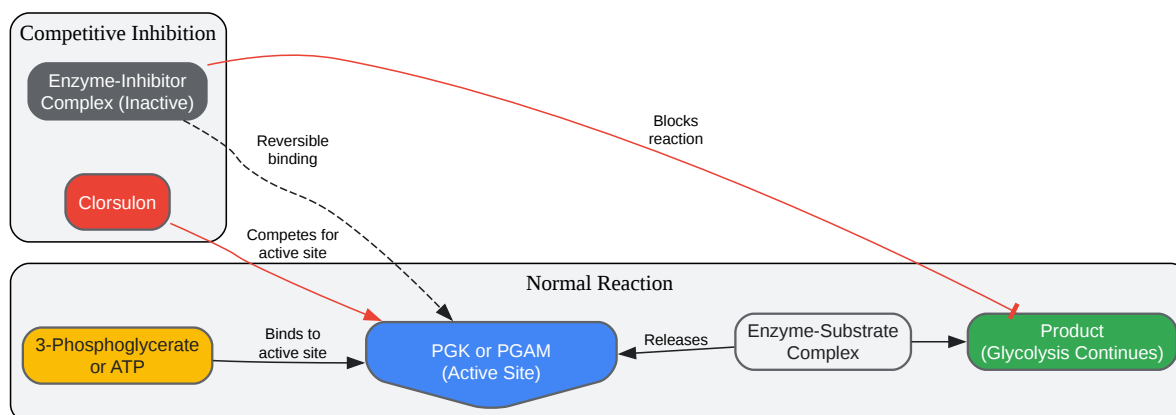 Competitive Inhibition
Enzyme-Inhibitor
Complex (Inactive)
Blocks
reaction
Reversible
binding
Clorsulon
Competes for
active site
Normal Reaction
3-Phosphoglycerate
or ATP
Binds to
active site
PGK or PGAM
(Active Site)
Releases
Enzyme-Substrate
Complex
Product
(Glycolysis Continues)